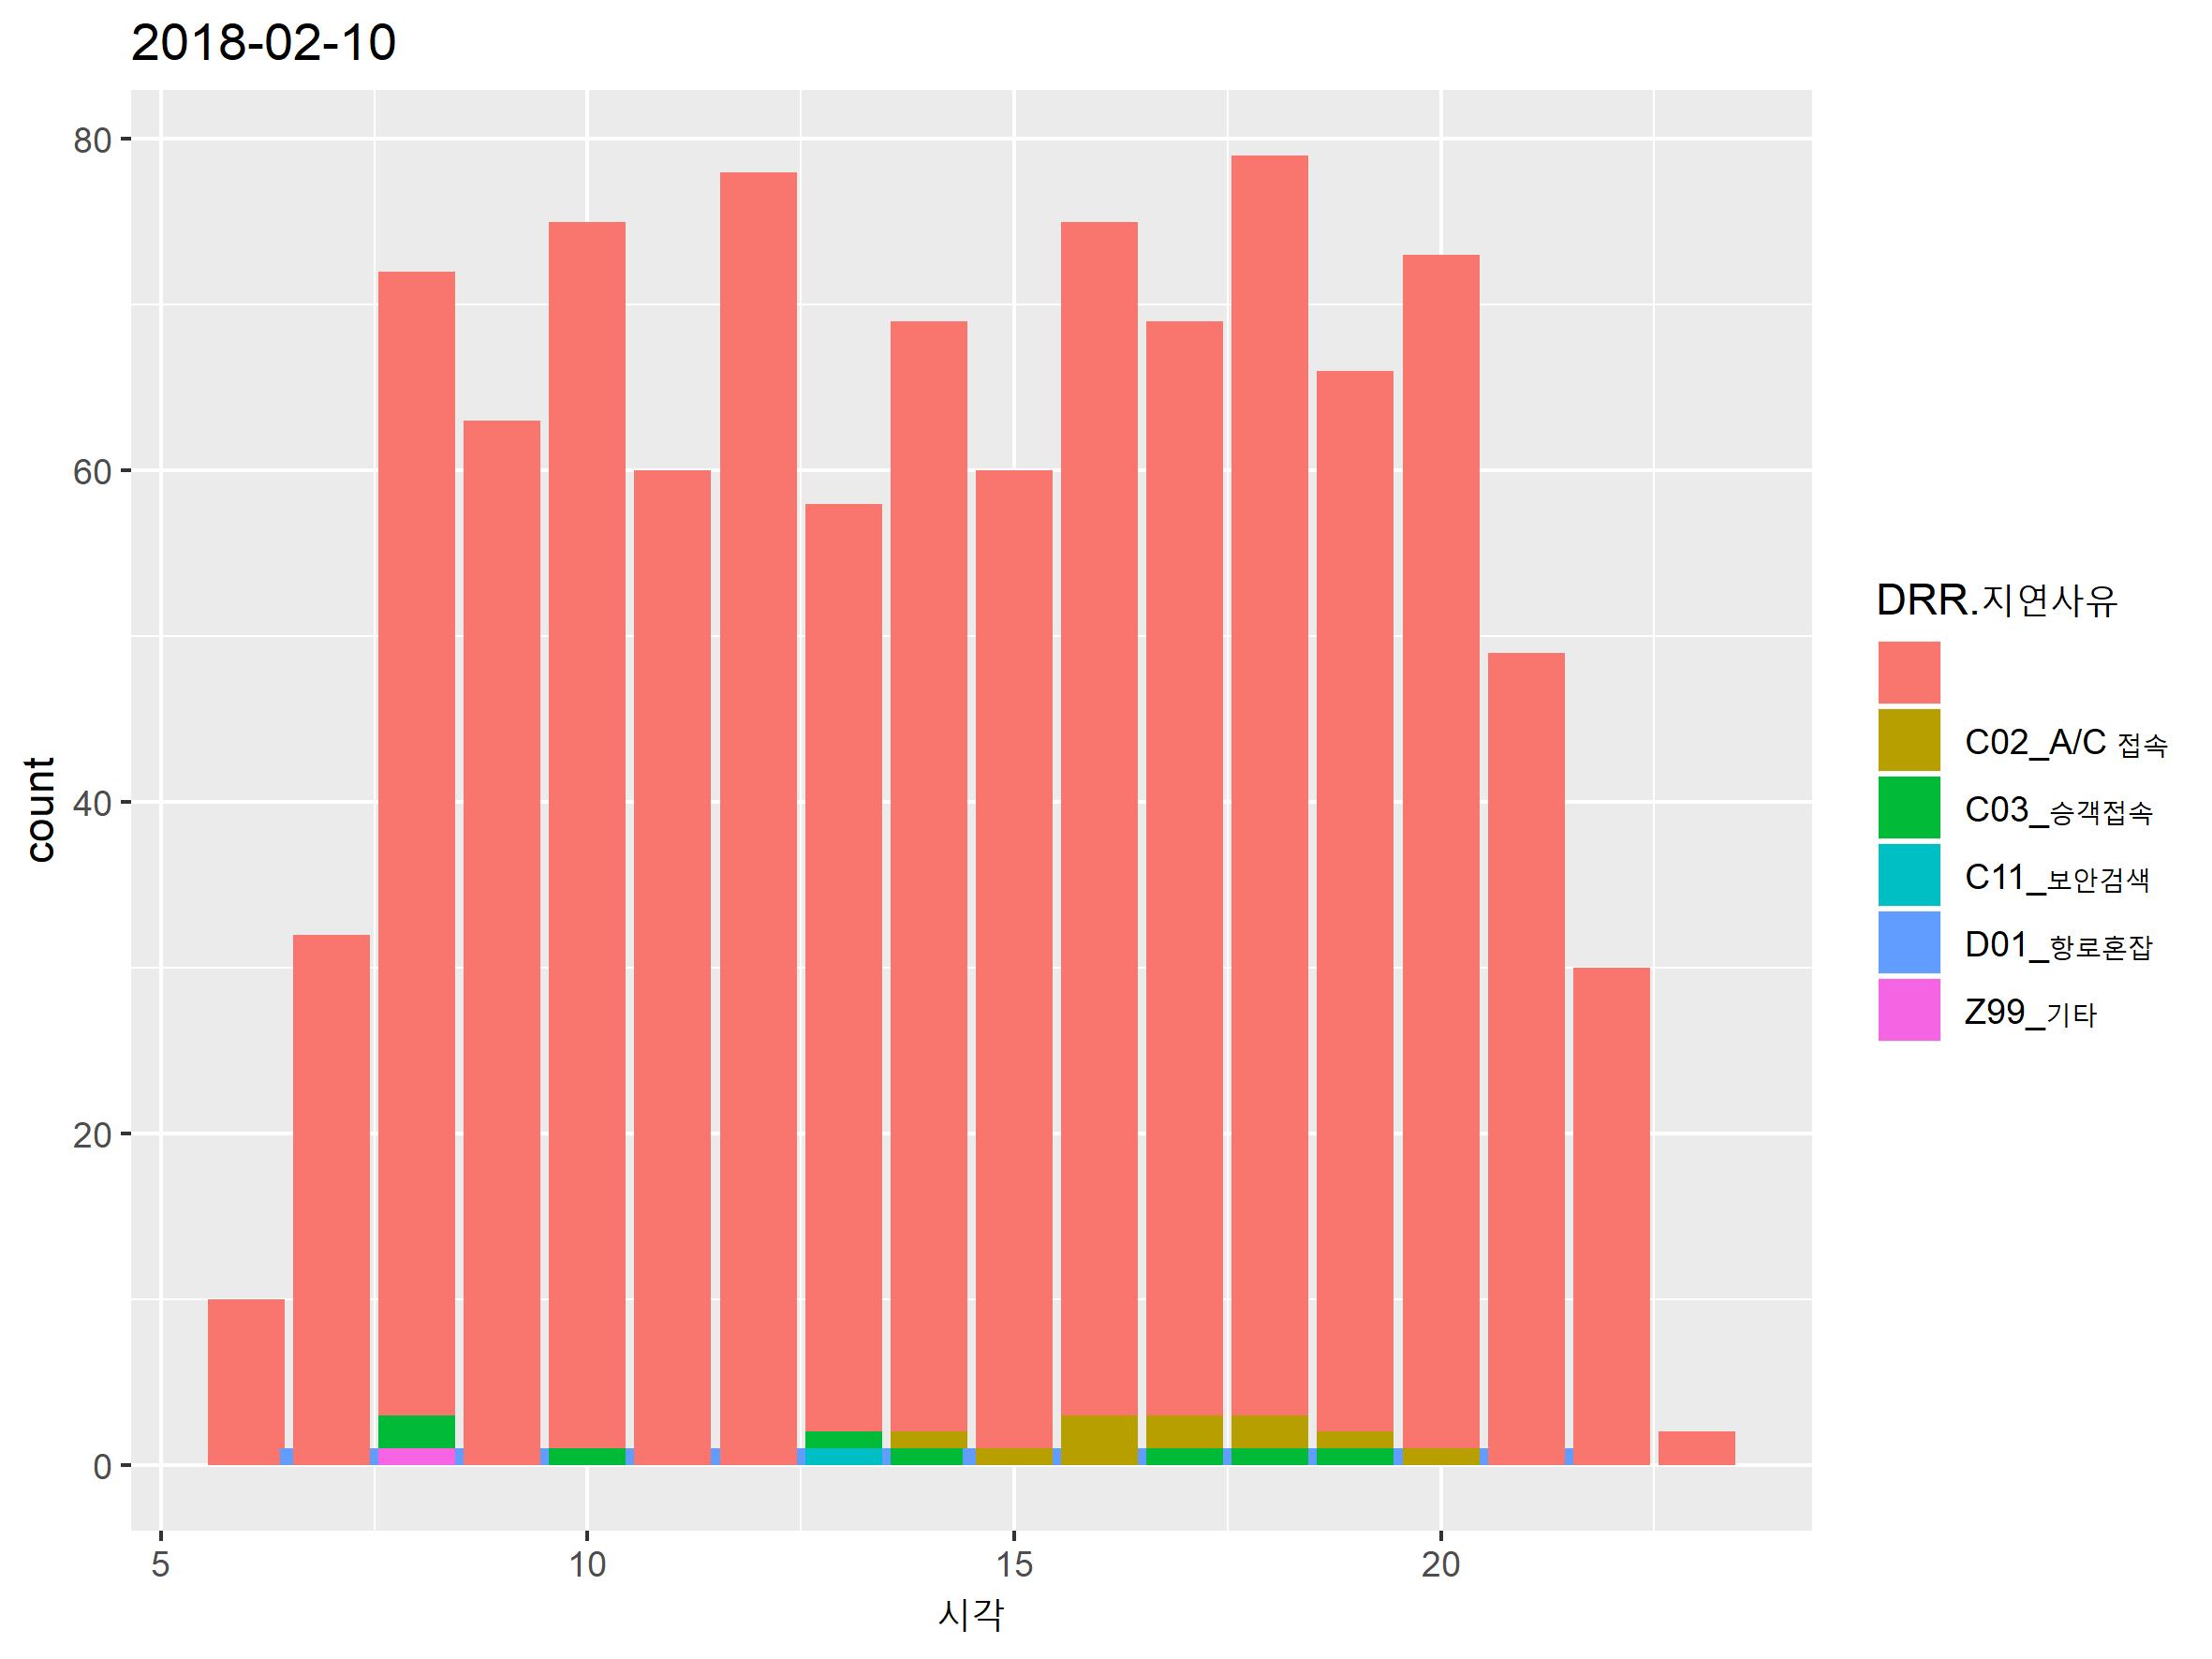 2018-02-10
80
60
40
20
0
count
5 10 15 20
시각
DRR.지연사유
C02_A/C 접속
C03_승객접속
C11_보안검색
D01_항로혼잡
Z99_기타